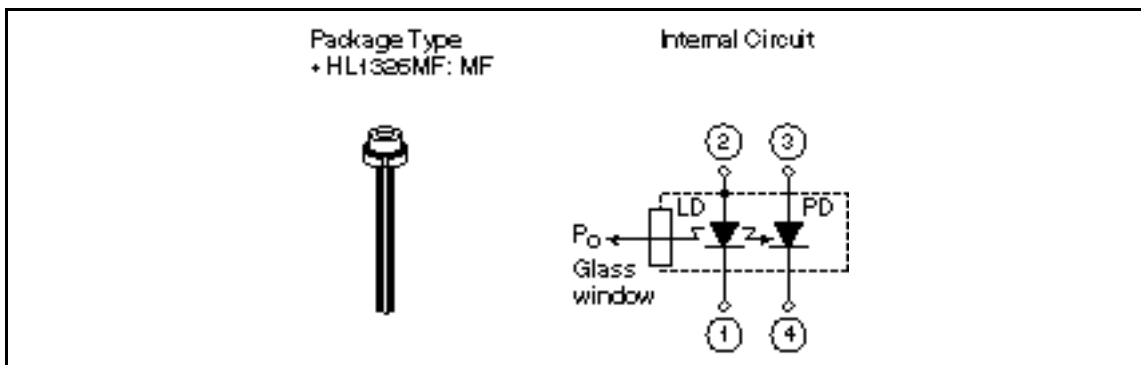 Package Type
• HL1326MF: MF
Internal Circuit
2 3
LD PD
PO
Glass
window
1 4